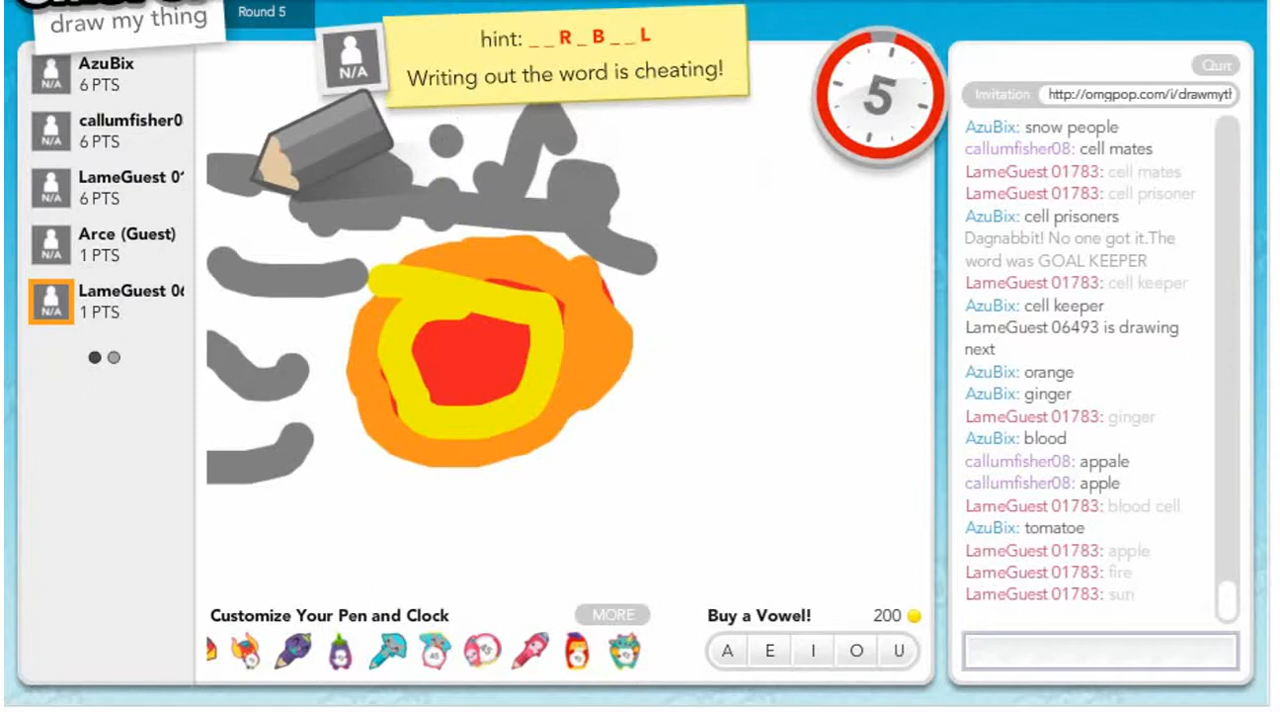 draw my thing
Round 5
hint: _ _ R _ B _ _ L
Writing out the word is cheating!
N/A
5
N/A
AzuBix
6 PTS
N/A
callumfisher0
6 PTS
N/A
LameGuest 01
6 PTS
N/A
Arce (Guest)
1 PTS
N/A
LameGuest 06
1 PTS
Quit
Invitation http://omgpop.com/i/drawmyth
AzuBix: snow people
callumfisher08: cell mates
LameGuest 01783: cell mates
LameGuest 01783: cell prisoner
AzuBix: cell prisoners
Dagnabbit! No one got it.The
word was GOAL KEEPER
LameGuest 01783: cell keeper
AzuBix: cell keeper
LameGuest 06493 is drawing
next
AzuBix: orange
AzuBix: ginger
LameGuest 01783: ginger
AzuBix: blood
callumfisher08: appale
callumfisher08: apple
LameGuest 01783: blood cell
AzuBix: tomatoe
LameGuest 01783: apple
LameGuest 01783: fire
LameGuest 01783: sun
Customize Your Pen and Clock
MORE
Buy a Vowel! 200
A E I O U